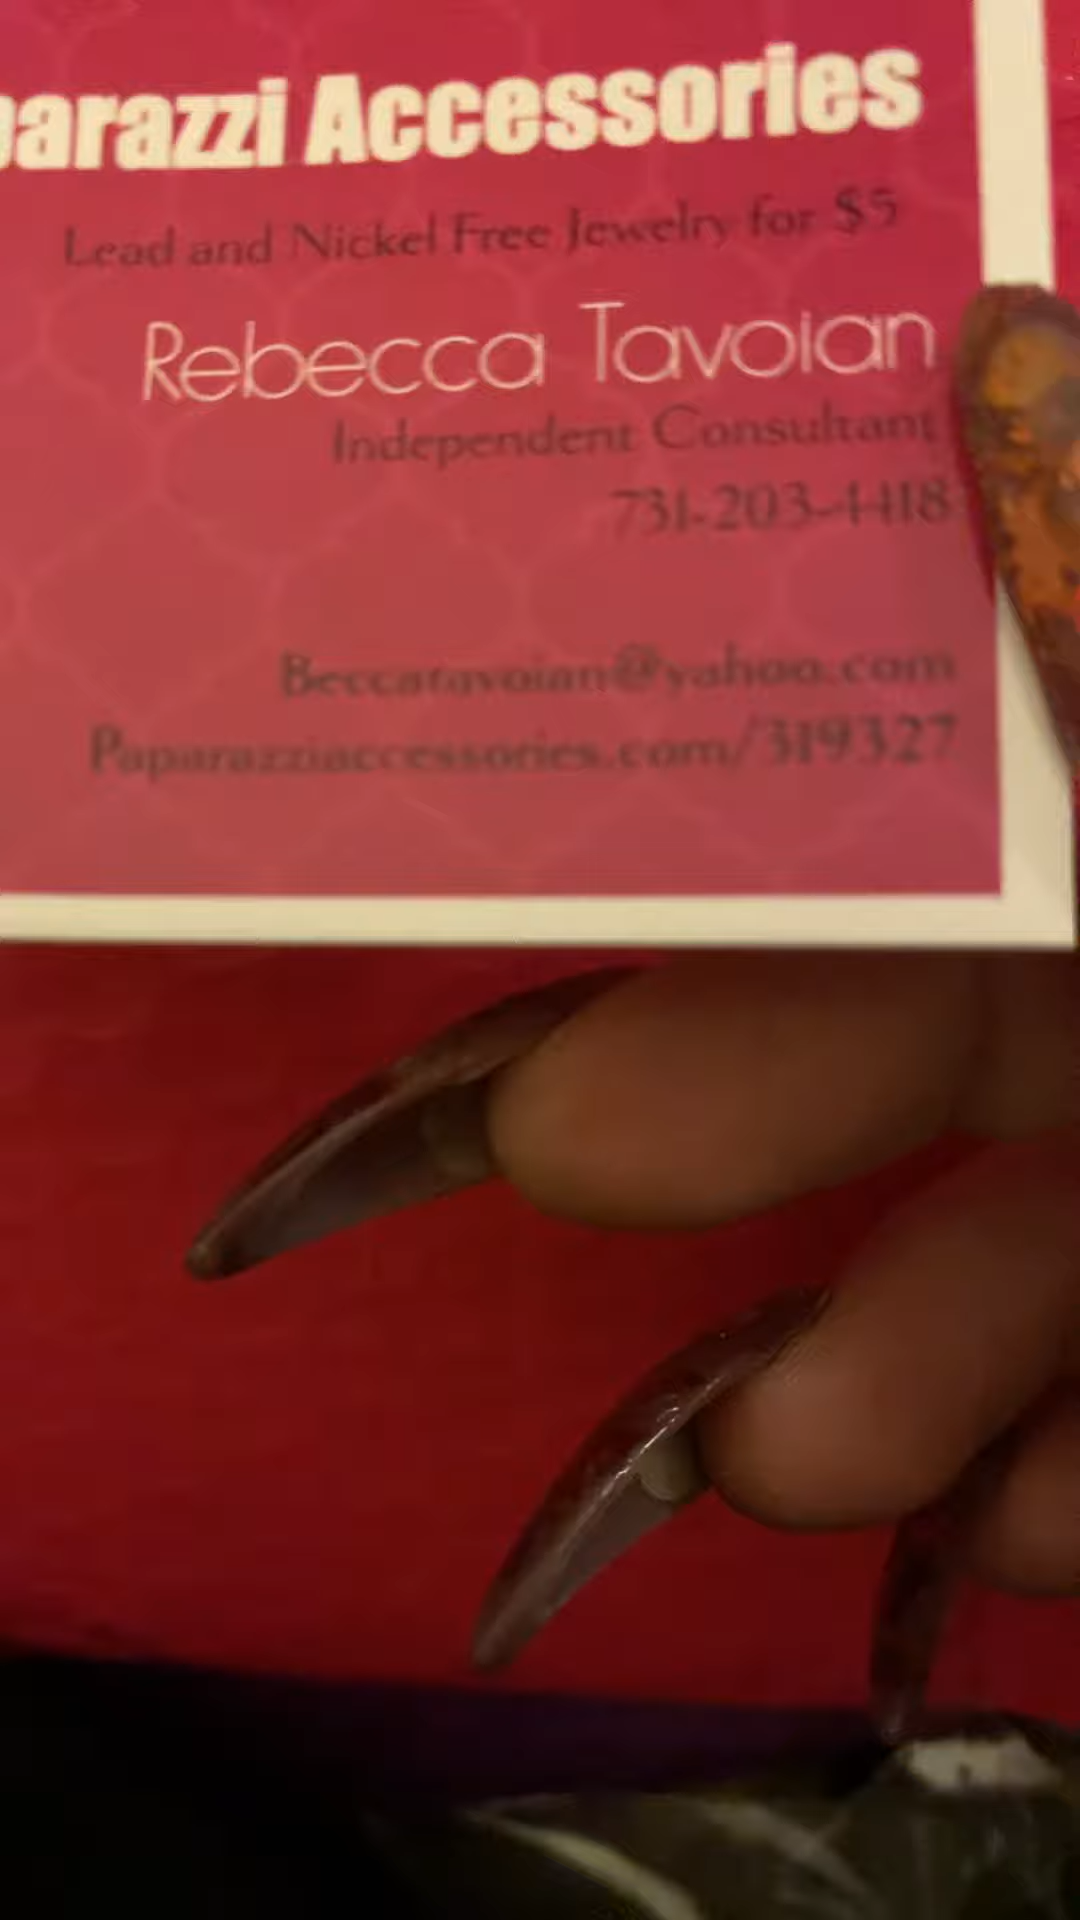 parazzi Accessories
Lead and Nickel Free Jewelry for $5
Rebecca Tavoian
Independent Consultant
731-203-4418
Beccatavoian@yahoo.com
Paparazziaccessories.com/319327